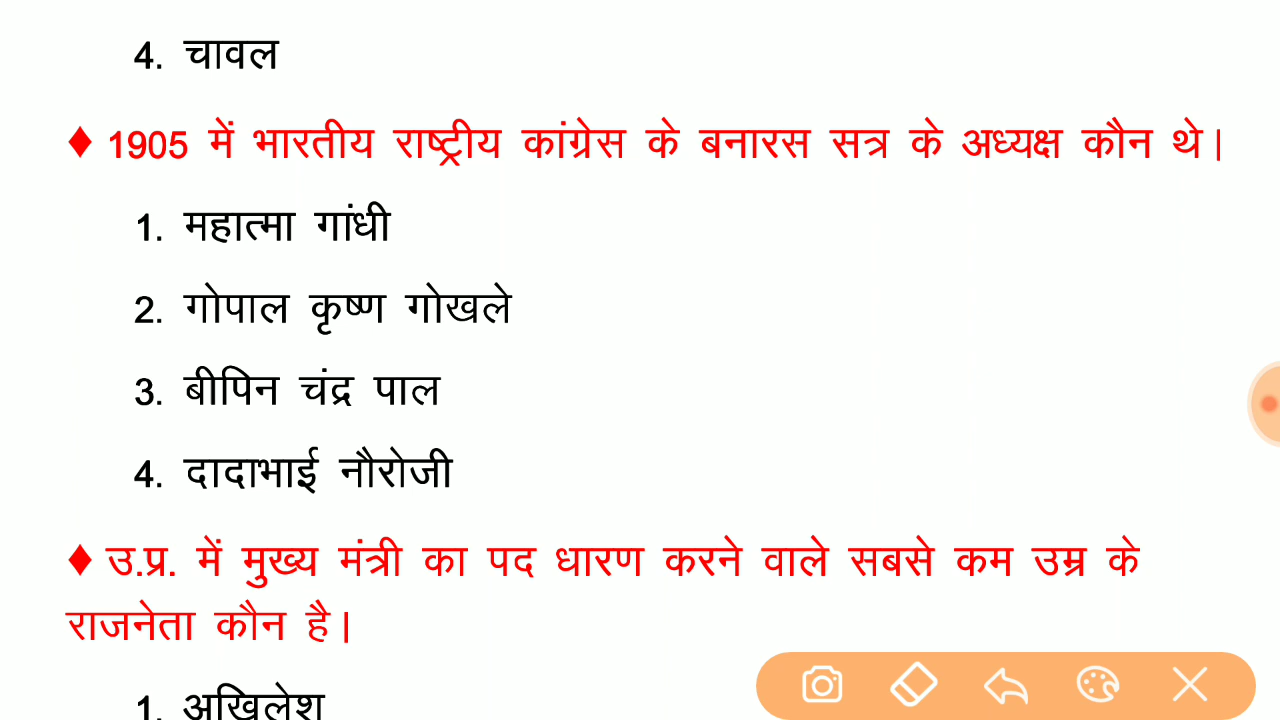 4. चावल
♦ 1905 में भारतीय राष्ट्रीय कांग्रेस के बनारस सत्र के अध्यक्ष कौन थे|
1. महात्मा गांधी
2. गोपाल कृष्ण गोखले
3. बीपिन चंद्र पाल
4. दादाभाई नौरोजी
♦ उ.प्र. में मुख्य मंत्री का पद धारण करने वाले सबसे कम उम्र के
राजनेता कौन है|
1. अखिलेश